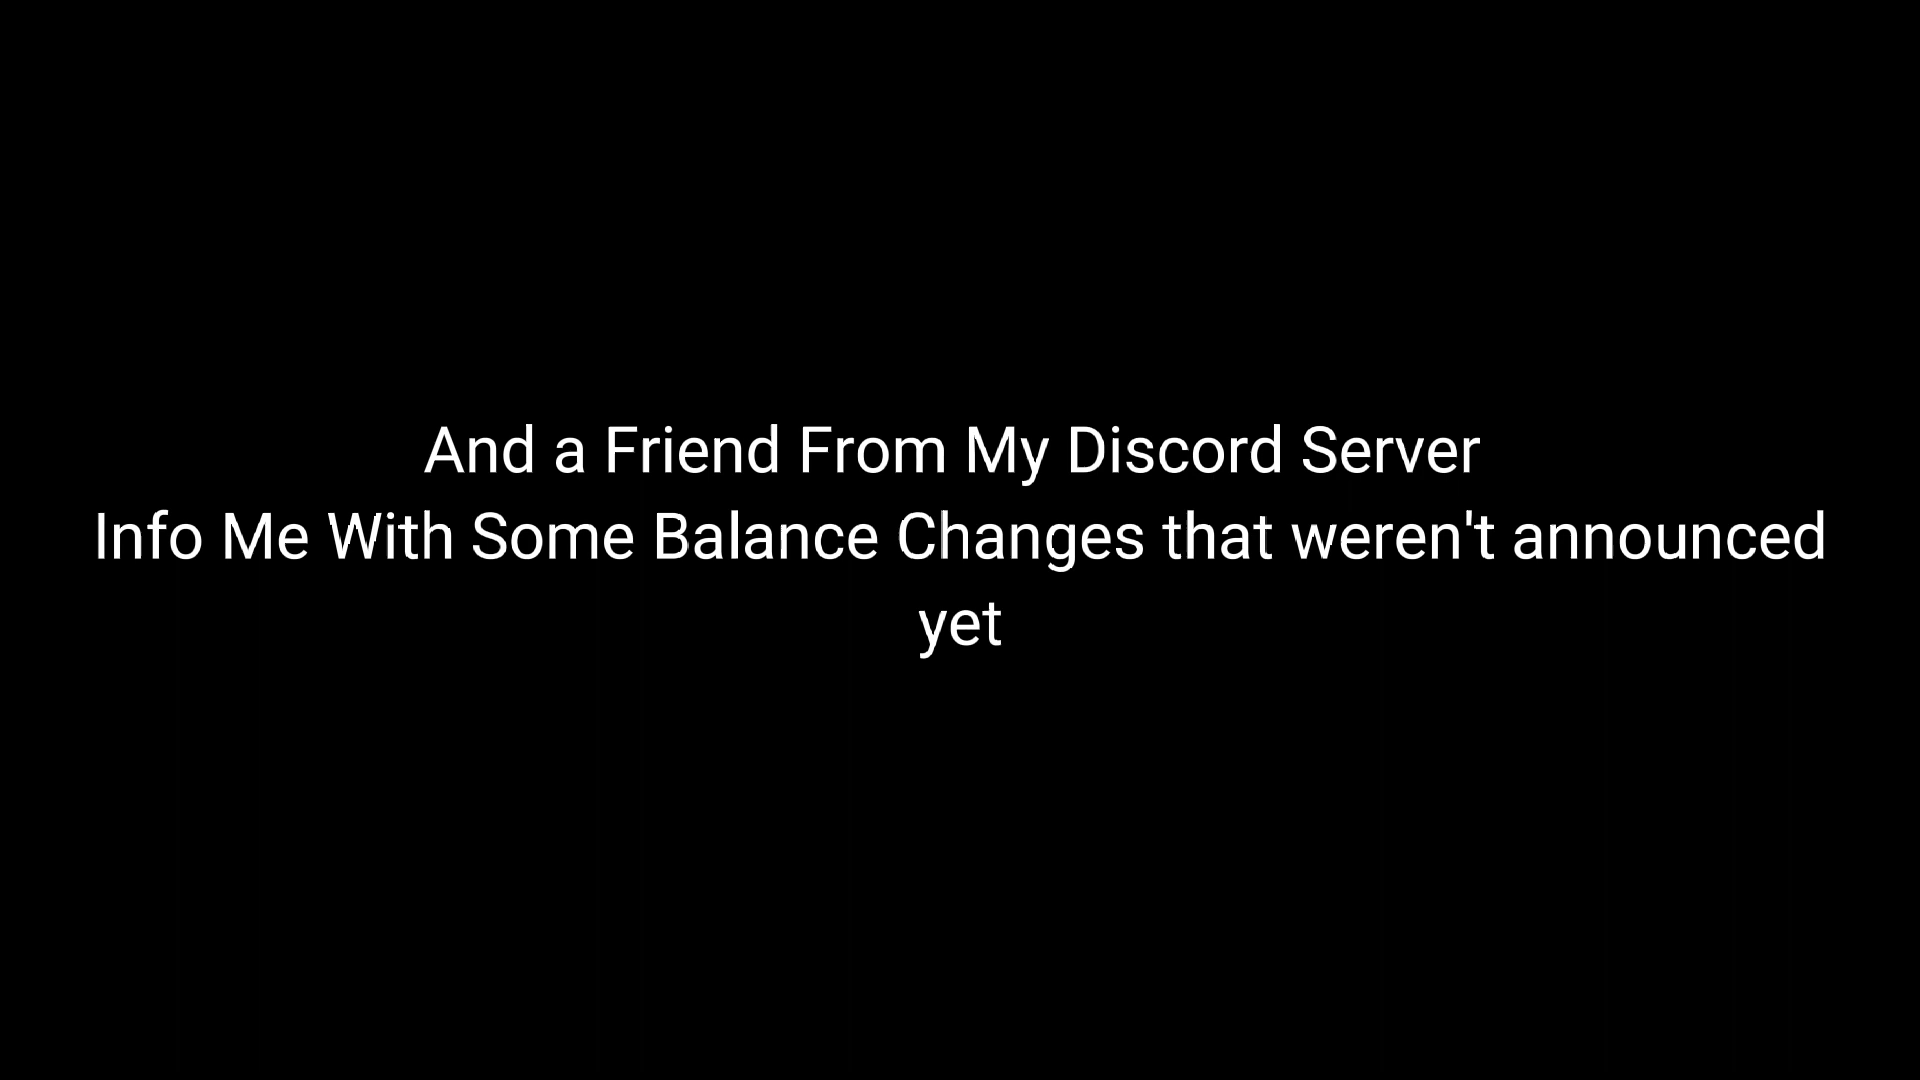 And a Friend From My Discord Server
Info Me With Some Balance Changes that weren't announced
yet